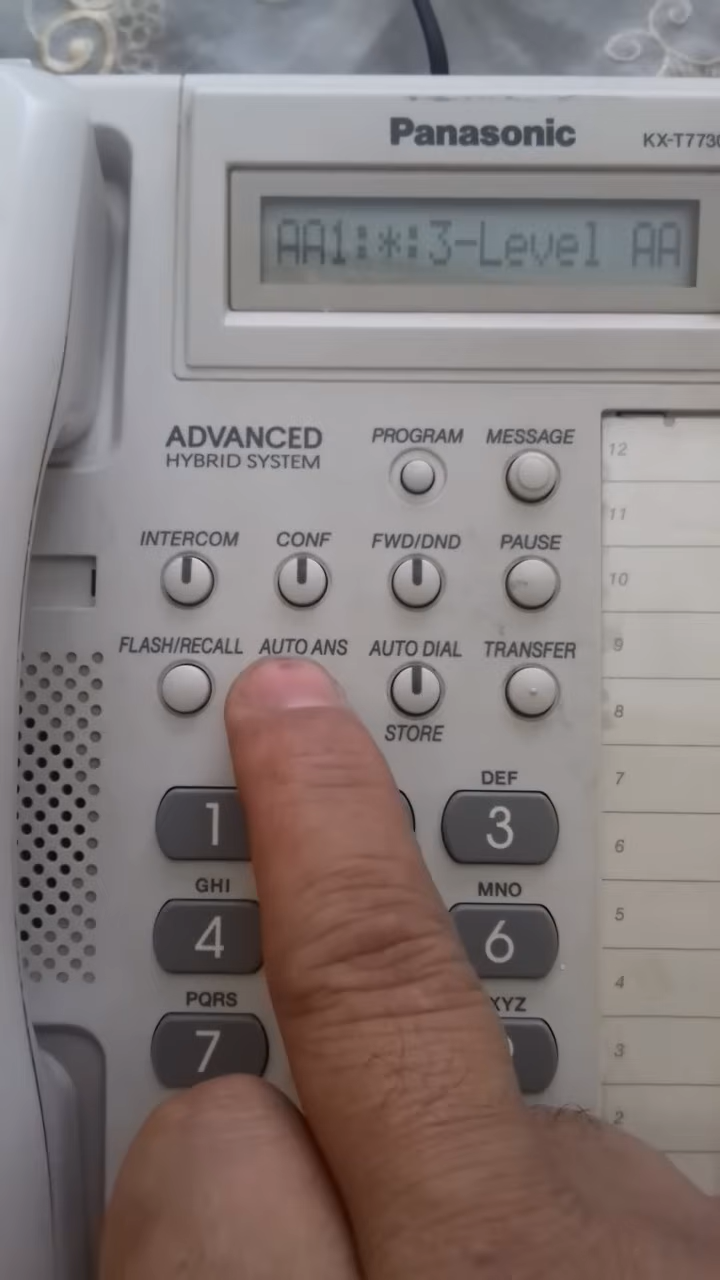 Panasonic
KX-T7730
AA1:*:3-Level AA
ADVANCED
HYBRID SYSTEM
PROGRAM
MESSAGE
INTERCOM
CONF
FWD/DND
PAUSE
FLASH/RECALL
AUTO ANS
AUTO DIAL
TRANSFER
STORE
12
11
10
9
8
7
6
5
4
3
2
1
DEF
3
GHI
4
MNO
6
PQRS
7
XYZ